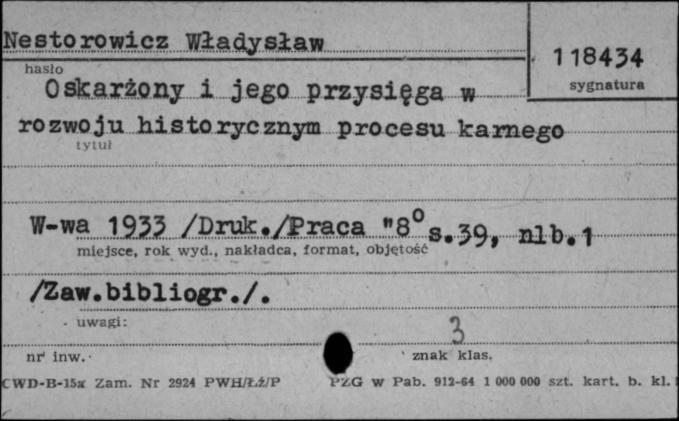 Nestorowicz Władysław
118434
hasło
sygnatura
Oskarżony i jego przysięga w
rozwoju historycznym procesu karnego
tytuł
W-wa 1933 /Druk./Praca "8° s.39, nlb.1
miejsce, rok wyd., nakładca, format, objętość
/Zaw.bibliogr./.
uwagi:
3
nr inw.
znak klas.
CWD-B-15a Zam. Nr 2924 PWH/Łź/P PZG w Pab. 912-64 1 000 000 szt. kart. b. kl.